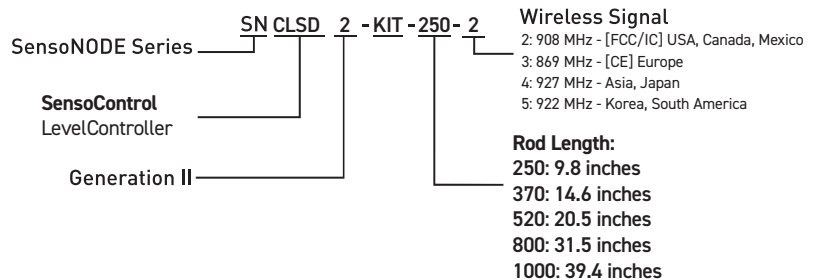 SN CLSD 2 - KIT - 250 - 2
SensoNODE Series
SensoControl
LevelController
Generation II
Wireless Signal
2: 908 MHz - [FCC/IC] USA, Canada, Mexico
3: 869 MHz - [CE] Europe
4: 927 MHz - Asia, Japan
5: 922 MHz - Korea, South America
Rod Length:
250: 9.8 inches
370: 14.6 inches
520: 20.5 inches
800: 31.5 inches
1000: 39.4 inches